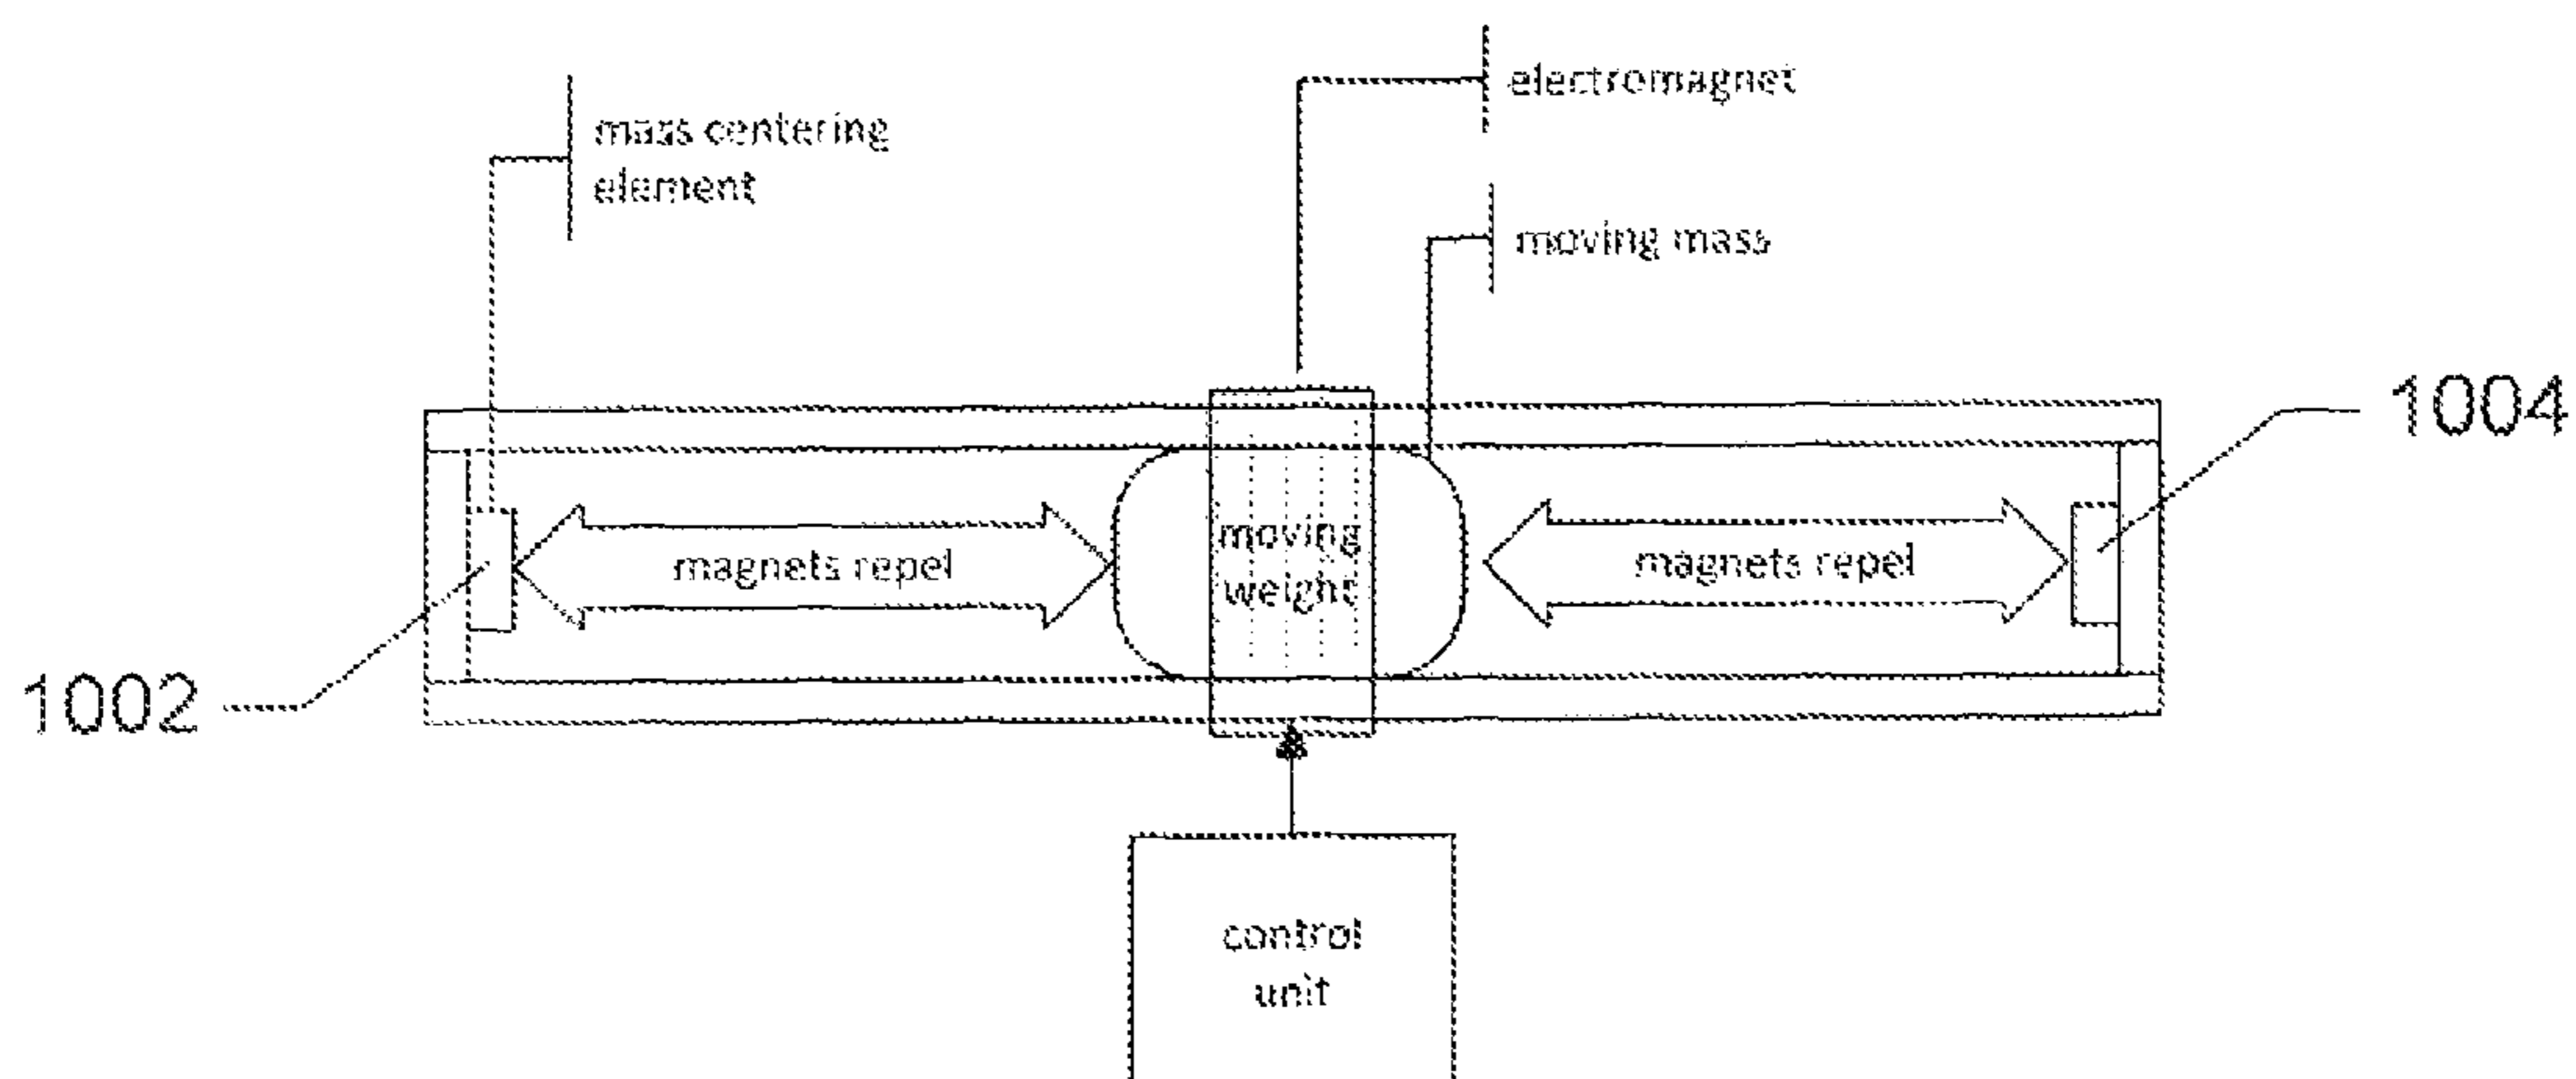 electromagnet
mass centering
element
moving mass
1004
moving
weight
magnets repel
magnets repel
1002
control
unit